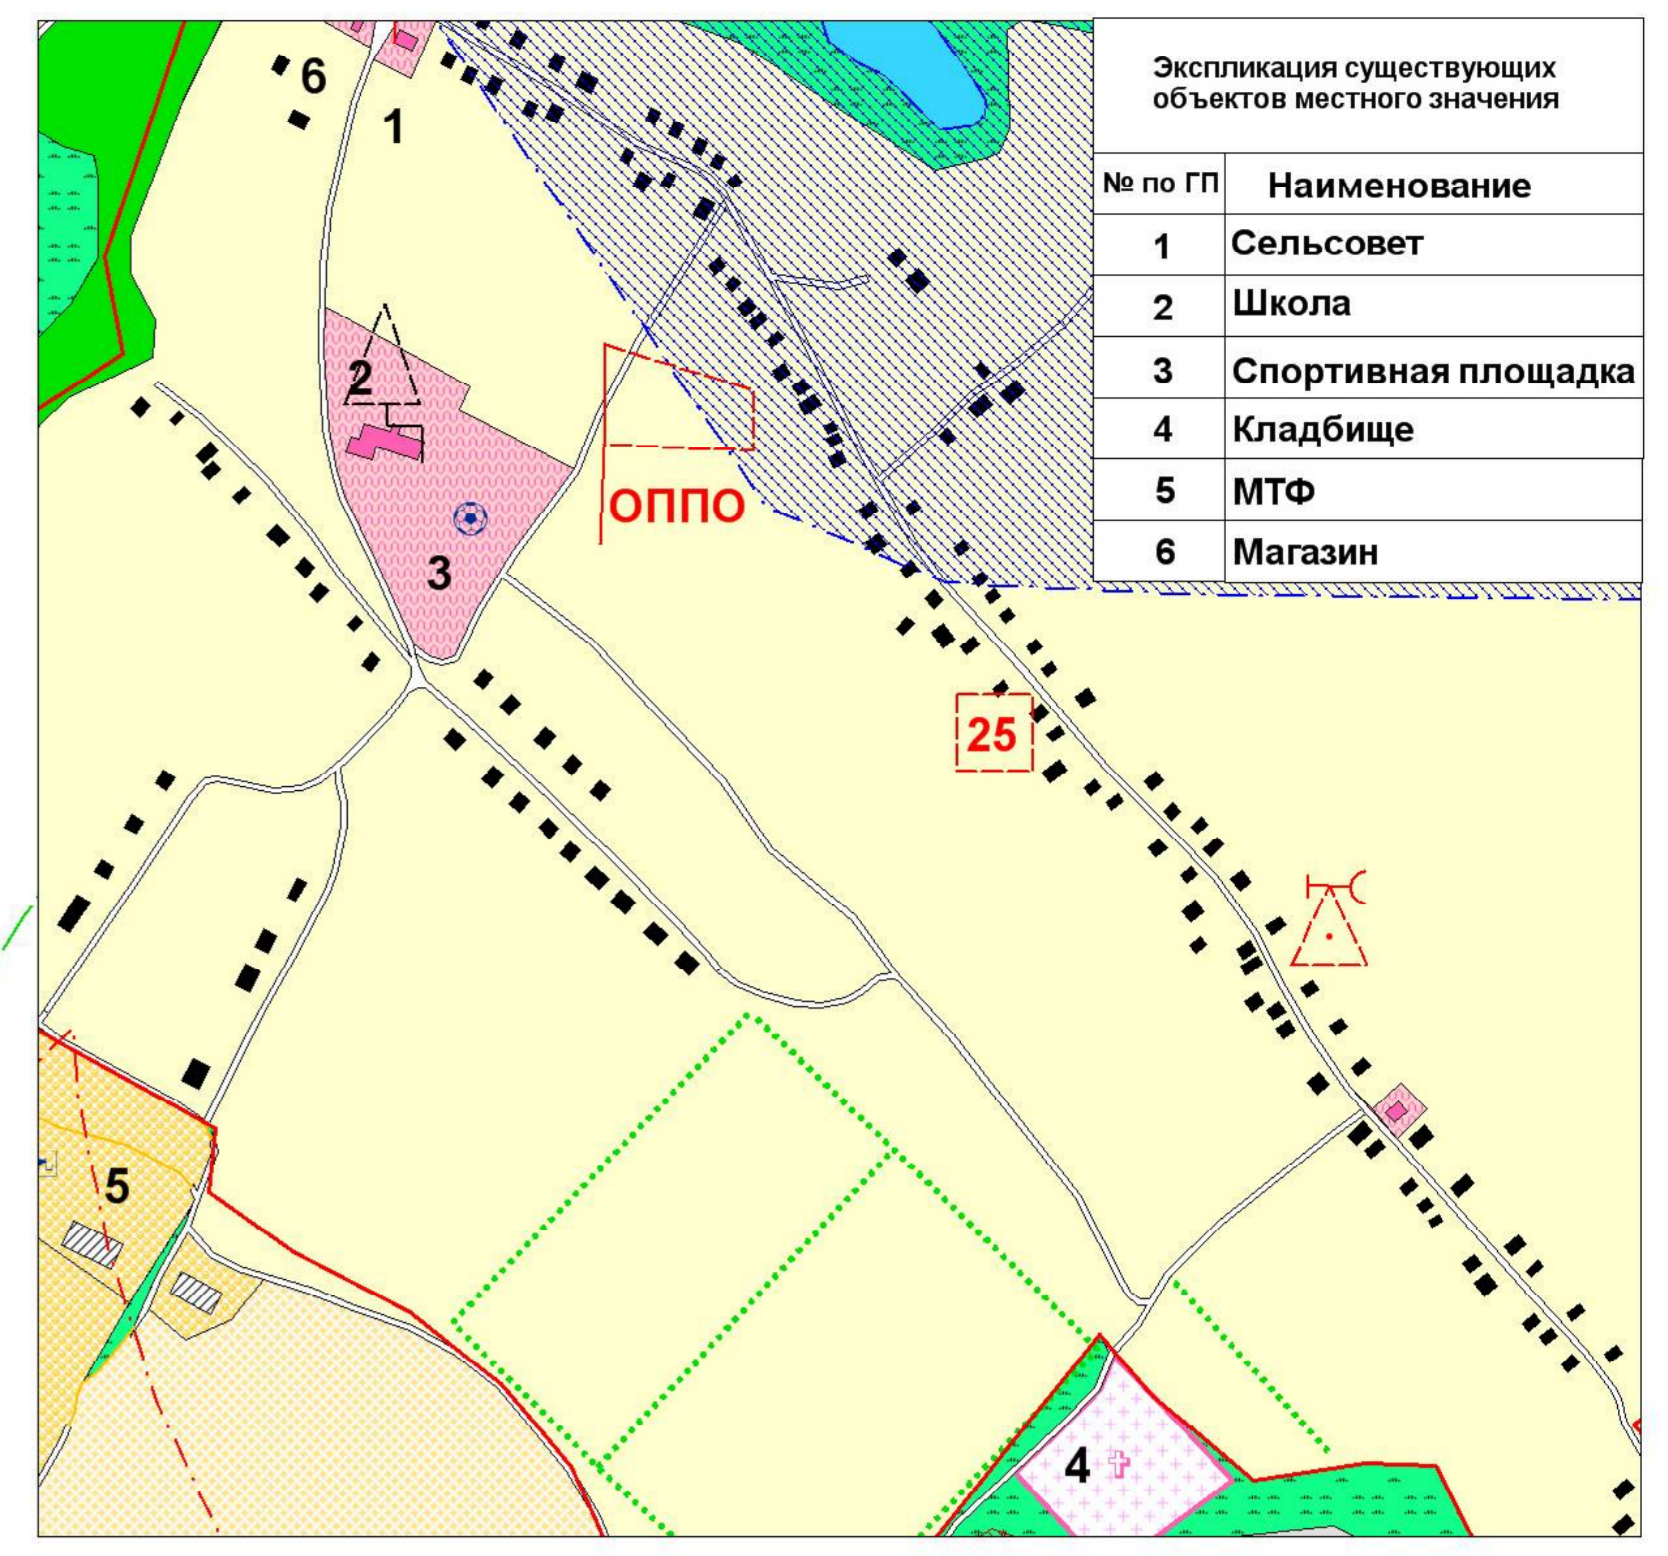 Экспликация существующих
объектов местного значения
№ по ГП Наименование
1 Сельсовет
2 Школа
3 Спортивная площадка
4 Кладбище
5 МТФ
6 Магазин
6
1
2
ОППО
3
25
5
4